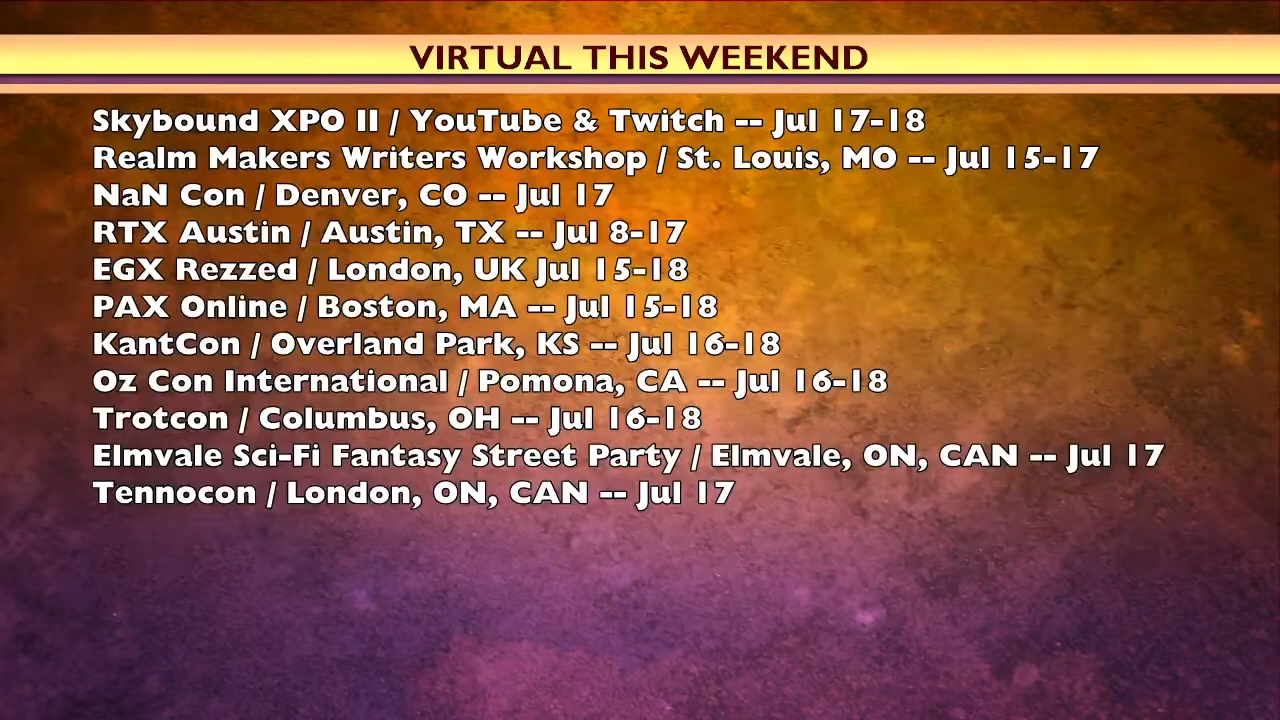 VIRTUAL THIS WEEKEND
Skybound XPO II / YouTube & Twitch -- Jul 17-18
Realm Makers Writers Workshop / St. Louis, MO -- Jul 15-17
NaN Con / Denver, CO -- Jul 17
RTX Austin / Austin, TX -- Jul 8-17
EGX Rezzed / London, UK Jul 15-18
PAX Online / Boston, MA -- Jul 15-18
KantCon / Overland Park, KS -- Jul 16-18
Oz Con International / Pomona, CA -- Jul 16-18
Trotcon / Columbus, OH -- Jul 16-18
Elmvale Sci-Fi Fantasy Street Party / Elmvale, ON, CAN -- Jul 17
Tennocon / London, ON, CAN -- Jul 17